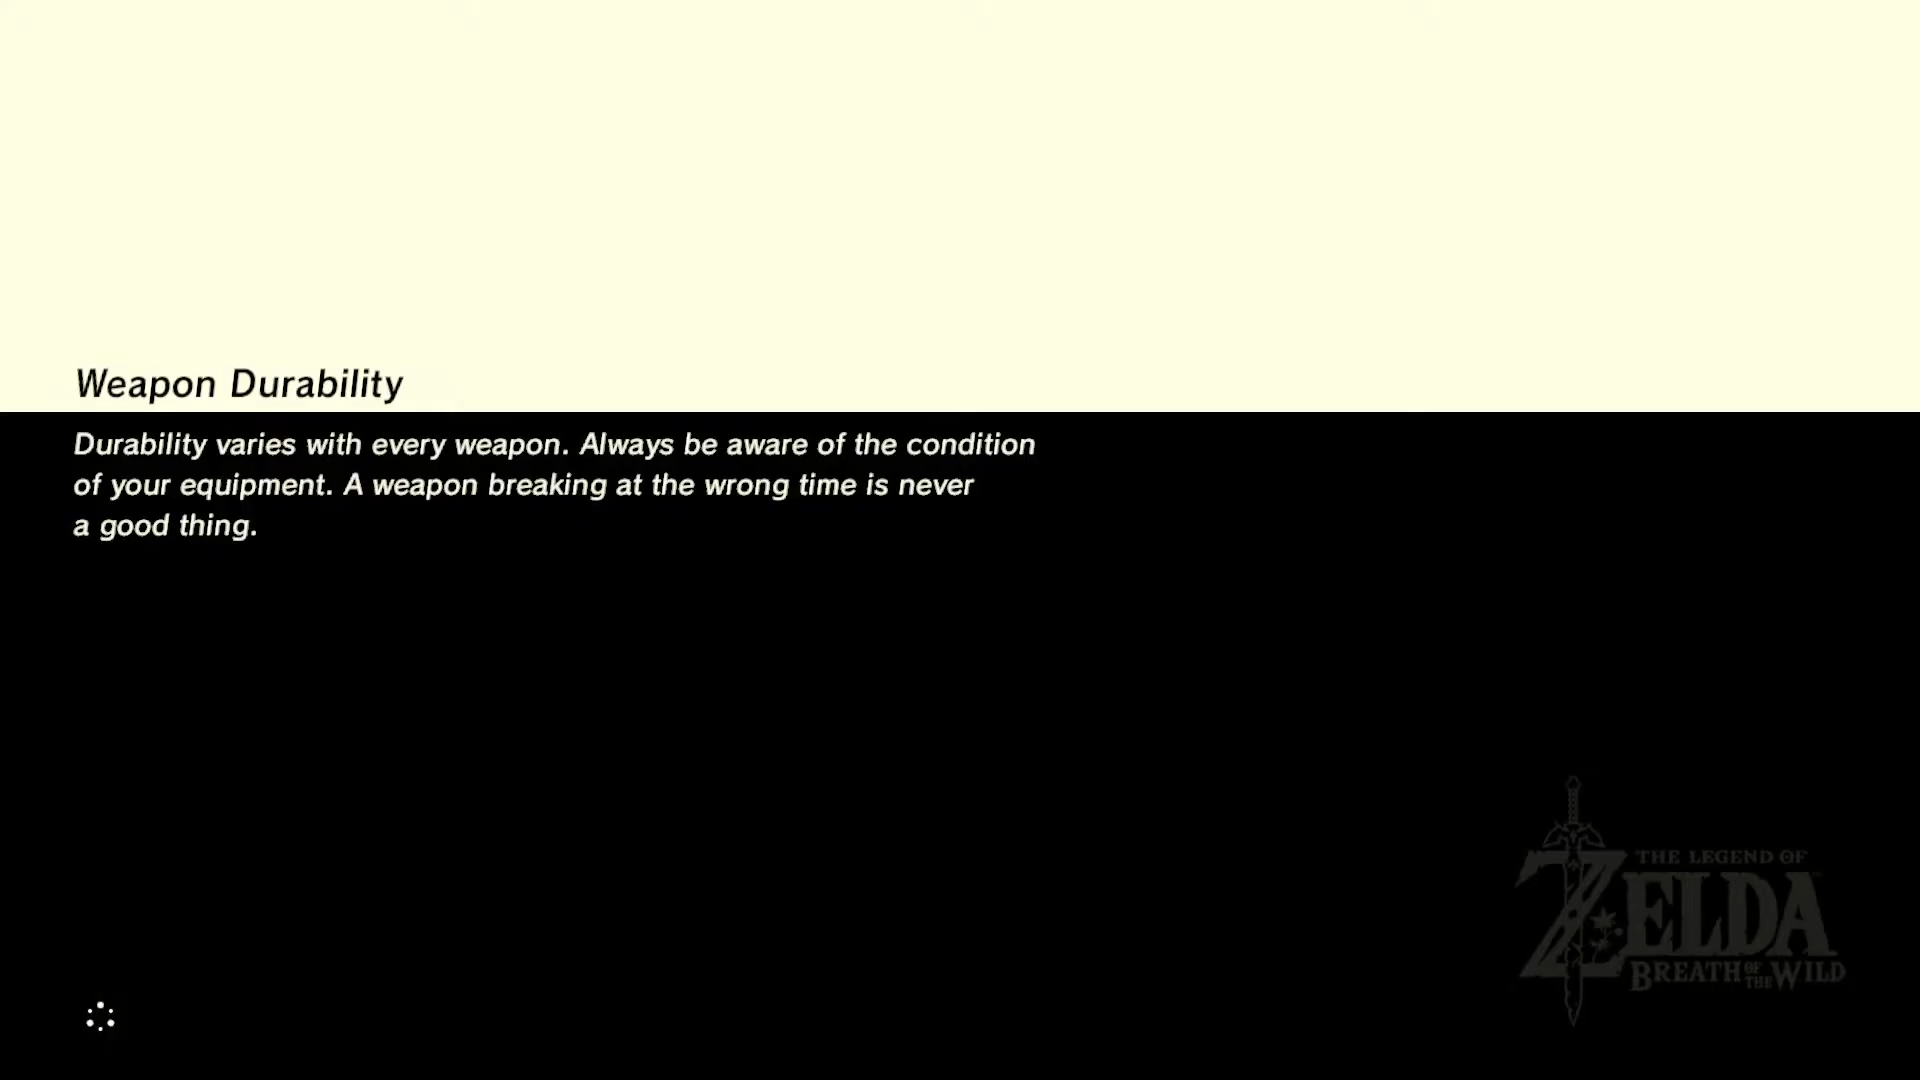 Weapon Durability
Durability varies with every weapon. Always be aware of the condition
of your equipment. A weapon breaking at the wrong time is never
a good thing.
THE LEGEND OF
ZELDA
BREATH OF THE WILD